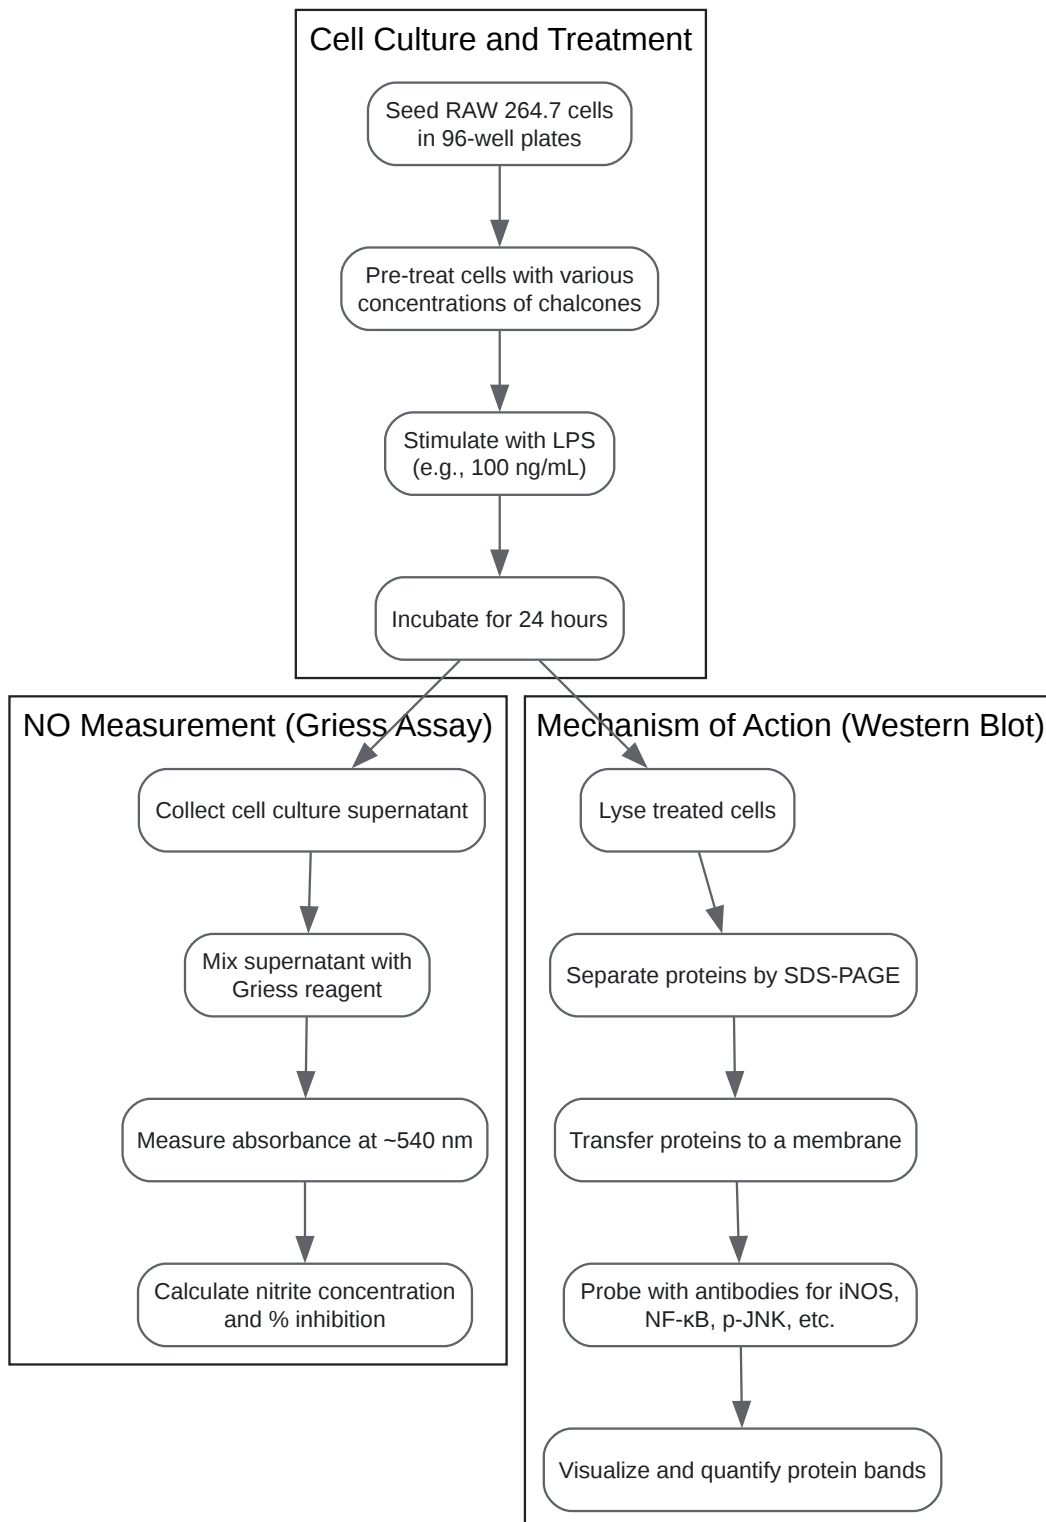 Cell Culture and Treatment
Seed RAW 264.7 cells
in 96-well plates
Pre-treat cells with various
concentrations of chalcones
Stimulate with LPS
(e.g., 100 ng/mL)
Incubate for 24 hours
NO Measurement (Griess Assay)
Collect cell culture supernatant
Mix supernatant with
Griess reagent
Measure absorbance at ~540 nm
Calculate nitrite concentration
and % inhibition
Mechanism of Action (Western Blot)
Lyse treated cells
Separate proteins by SDS-PAGE
Transfer proteins to a membrane
Probe with antibodies for iNOS,
NF-κB, p-JNK, etc.
Visualize and quantify protein bands